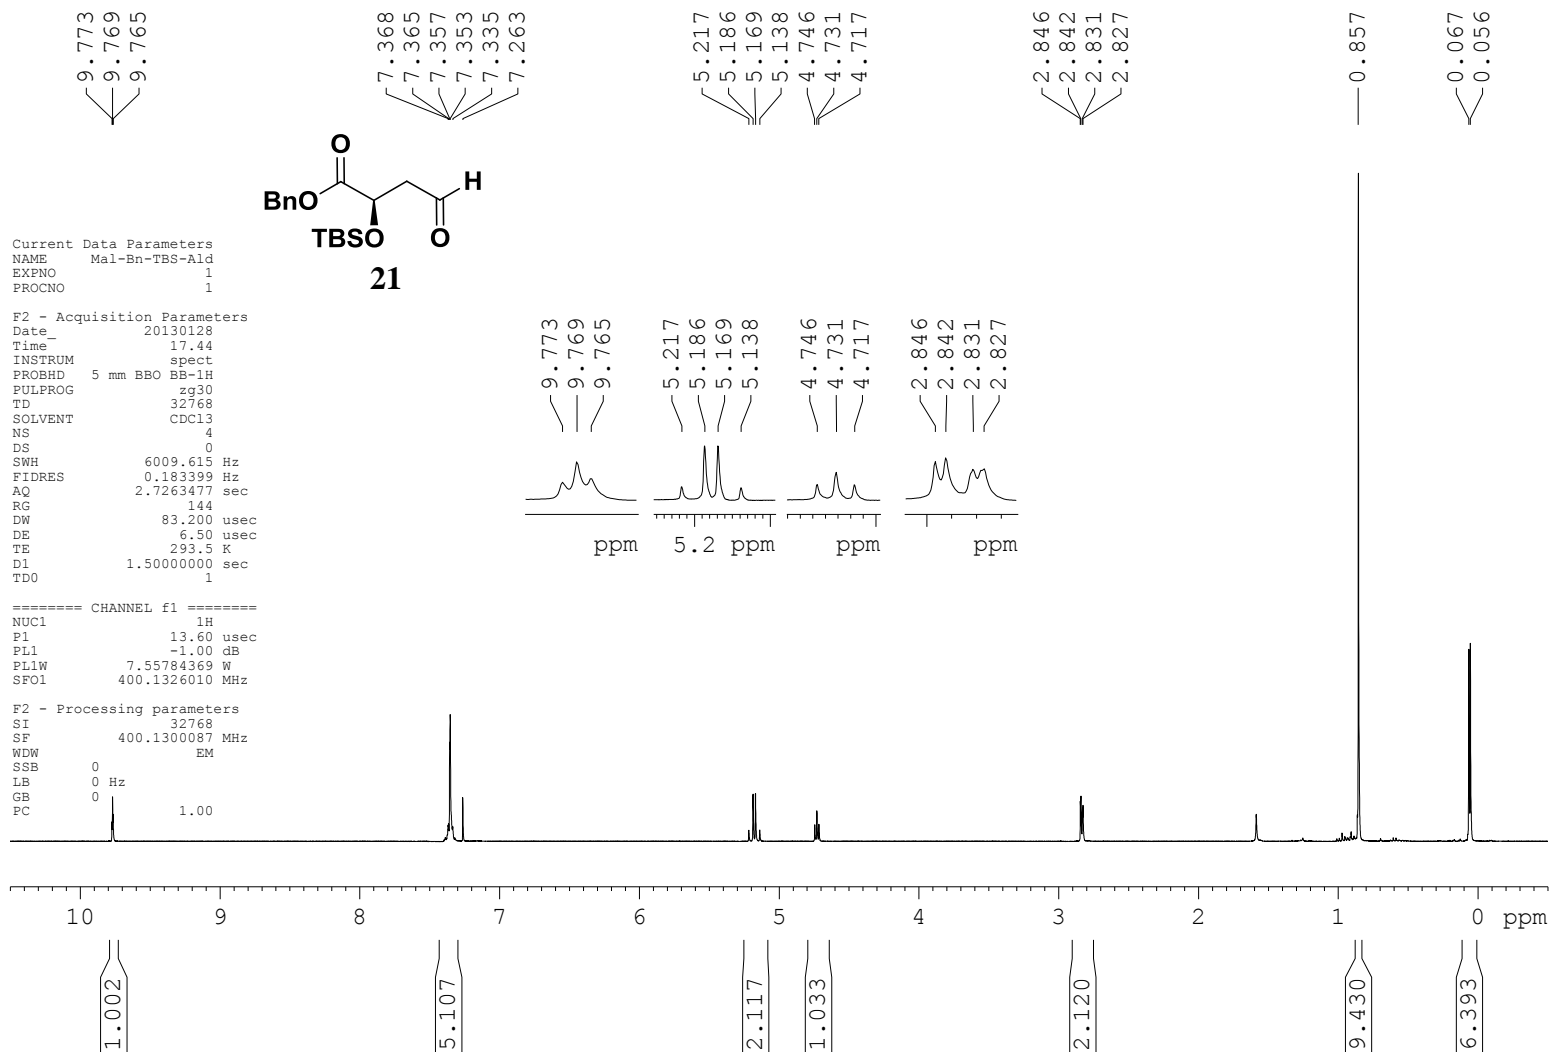 9.773
9.769
9.765
7.368
7.365
7.357
7.353
7.335
7.263
5.217
5.186
5.169
5.138
4.746
4.731
4.717
2.846
2.842
2.831
2.827
0.857
0.067
0.056
O
H
BnO
TBSO O
21
Current Data Parameters
NAME Mal-Bn-TBS-Ald
EXPNO 1
PROCNO 1
F2 - Acquisition Parameters
Date_ 20130128
Time 17.44
INSTRUM spect
PROBHD 5 mm BBO BB-1H
PULPROG zg30
TD 32768
SOLVENT CDCl3
NS 4
DS 0
SWH 6009.615 Hz
FIDRES 0.183399 Hz
AQ 2.7263477 sec
RG 144
DW 83.200 usec
DE 6.50 usec
TE 293.5 K
D1 1.50000000 sec
TD0 1
======== CHANNEL f1 ========
NUC1 1H
P1 13.60 usec
PL1 -1.00 dB
PL1W 7.55784369 W
SFO1 400.1326010 MHz
F2 - Processing parameters
SI 32768
SF 400.1300087 MHz
WDW EM
SSB 0
LB 0 Hz
GB 0
PC 1.00
9.773
9.769
9.765
5.217
5.186
5.169
5.138
4.746
4.731
4.717
2.846
2.842
2.831
2.827
ppm 5.2 ppm ppm ppm
10 9 8 7 6 5 4 3 2 1 0 ppm
1.002
5.107
2.117
1.033
2.120
9.430
6.393